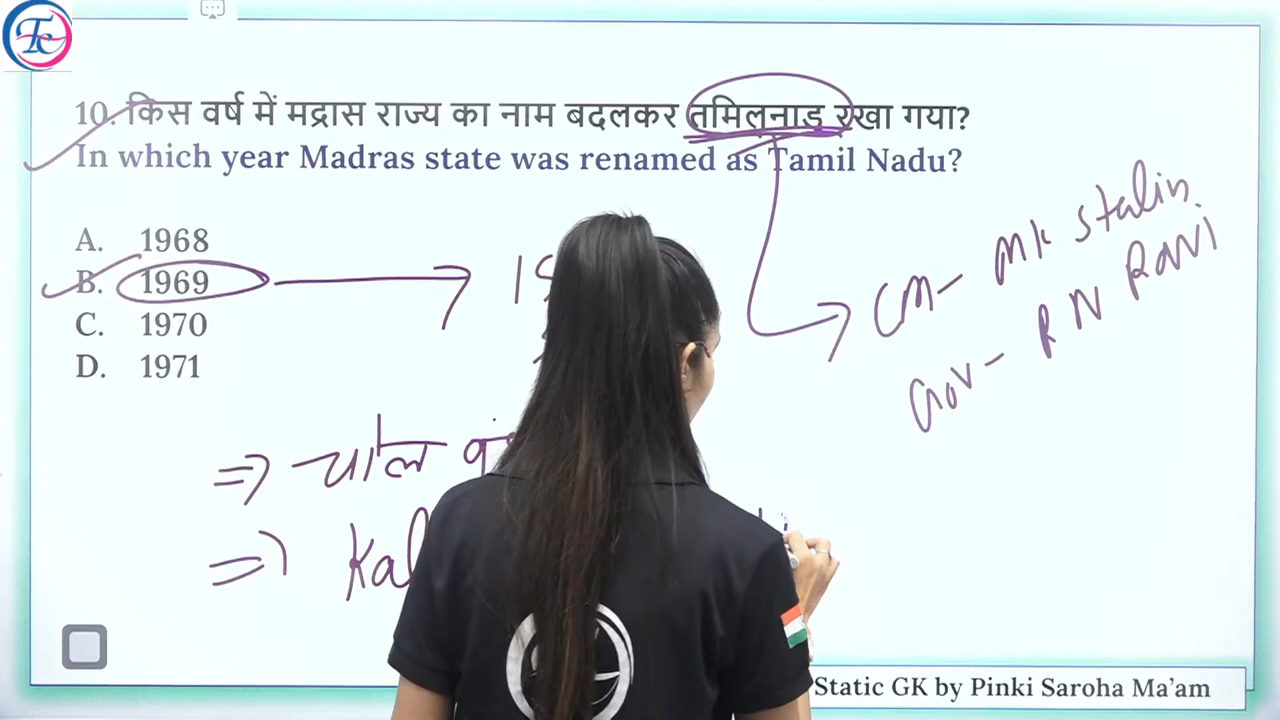 10. किस वर्ष में मद्रास राज्य का नाम बदलकर तमिलनाडु रखा गया?
In which year Madras state was renamed as Tamil Nadu?
A. 1968
B. 1969
C. 1970
D. 1971
CM- MK Stalin
Gov- RN RAVI
⇒ चोल
⇒ Kal
Static GK by Pinki Saroha Ma'am